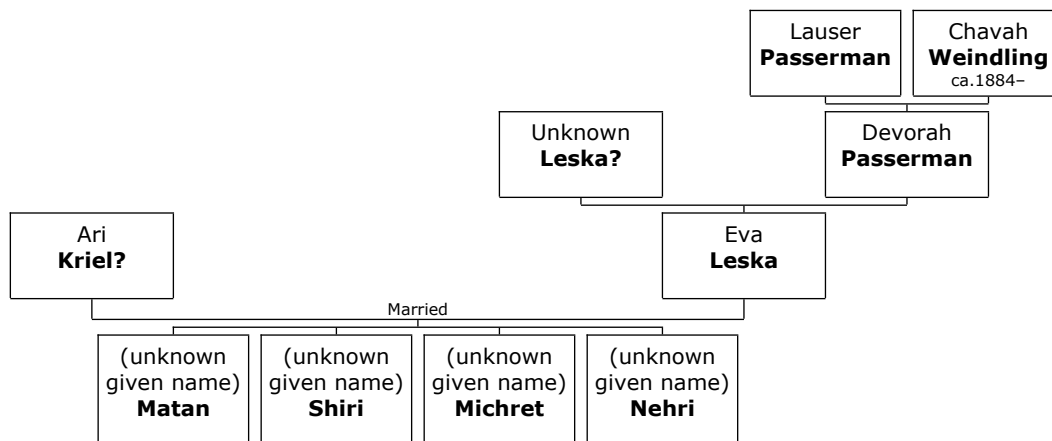 Lauser
Passerman
Chavah
Weindling
ca.1884–
Unknown
Leska?
Devorah
Passerman
Ari
Kriel?
Eva
Leska
Married
(unknown
given name)
Matan
(unknown
given name)
Shiri
(unknown
given name)
Michret
(unknown
given name)
Nehri